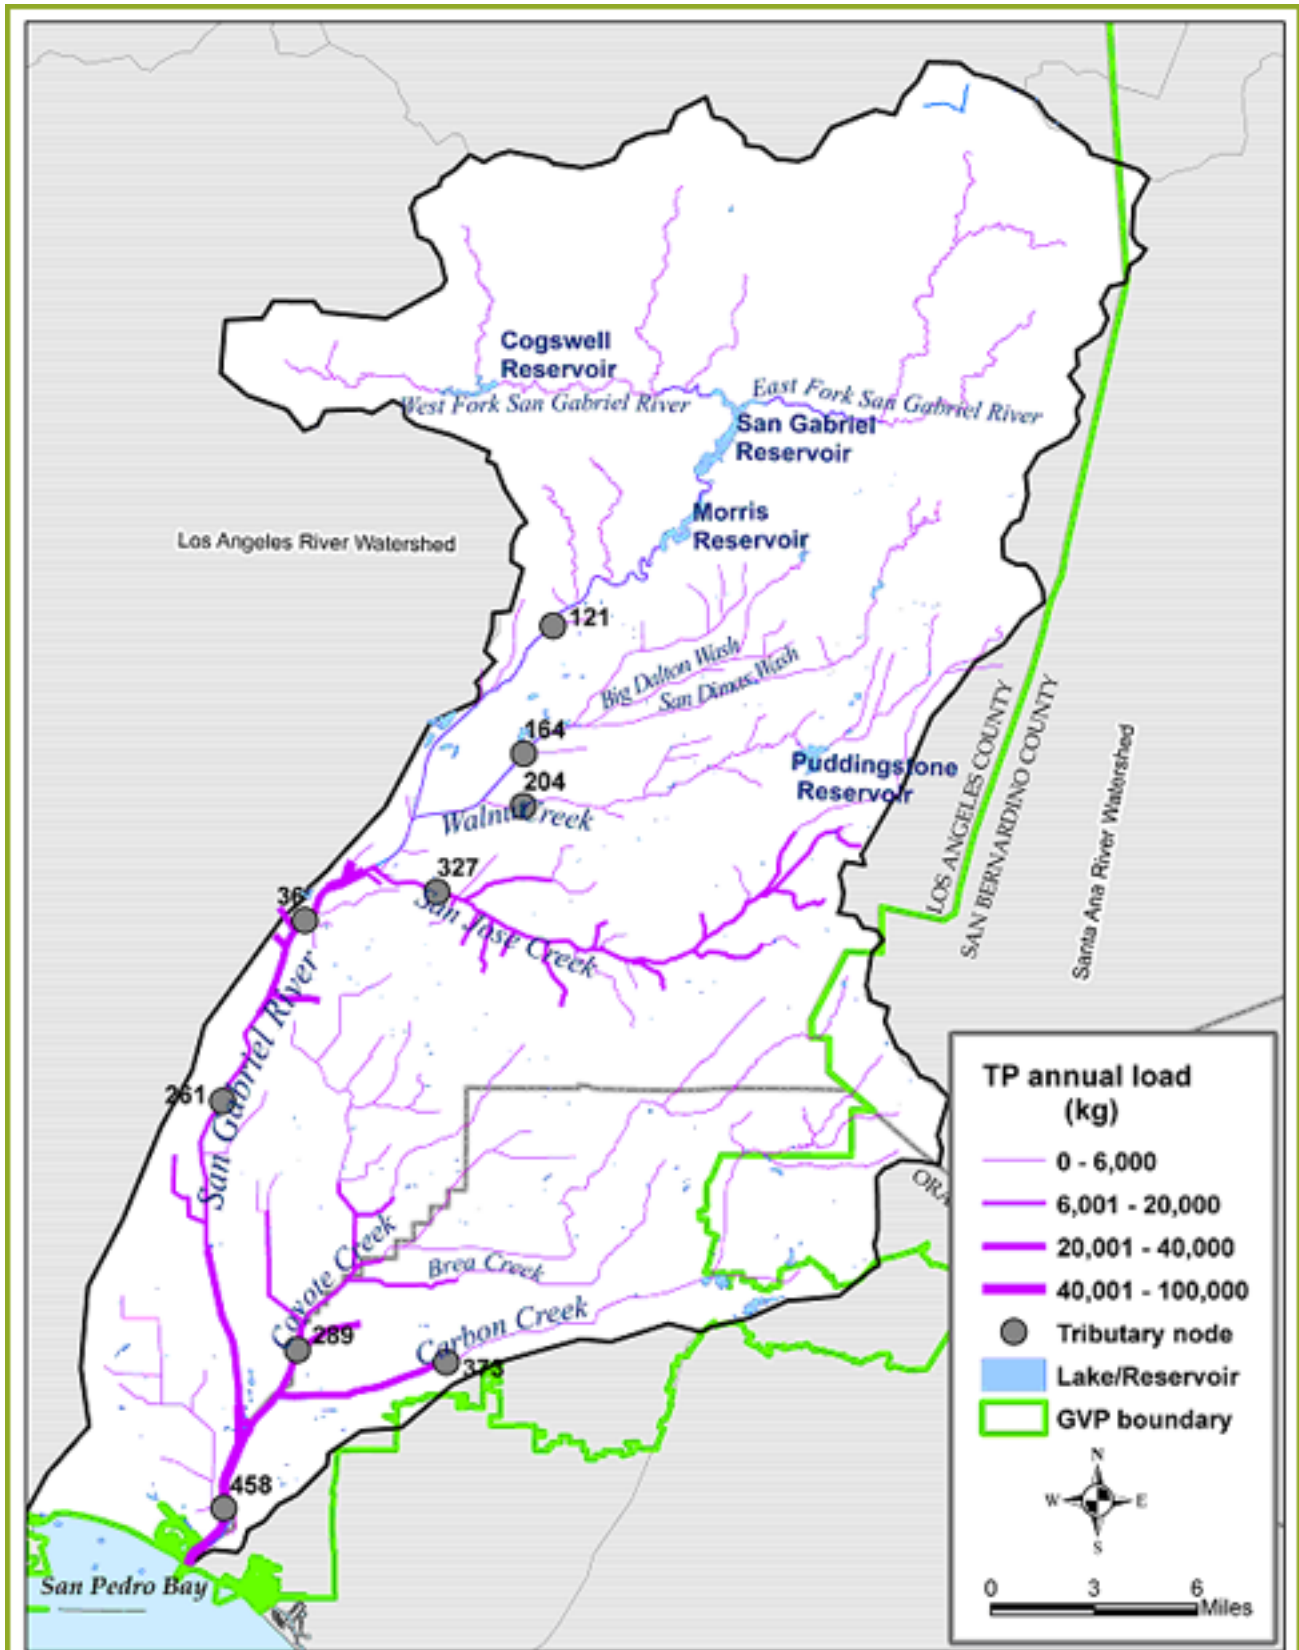 Cogswell
Reservoir
West Fork San Gabriel River
East Fork San Gabriel River
San Gabriel
Reservoir
Morris
Reservoir
Los Angeles River Watershed
121
Big Dalton Wash
San Dimas Wash
164
204
Walnut Creek
Puddingstone
Reservoir
LOS ANGELES COUNTY
SAN BERNARDINO COUNTY
Santa Ana River Watershed
327
36
San Jose Creek
San Gabriel River
261
ORA
Coyote Creek
Brea Creek
289
Carbon Creek
373
458
San Pedro Bay
TP annual load
(kg)
0 - 6,000
6,001 - 20,000
20,001 - 40,000
40,001 - 100,000
Tributary node
Lake/Reservoir
GVP boundary
N
W E
S
0 3 6
Miles